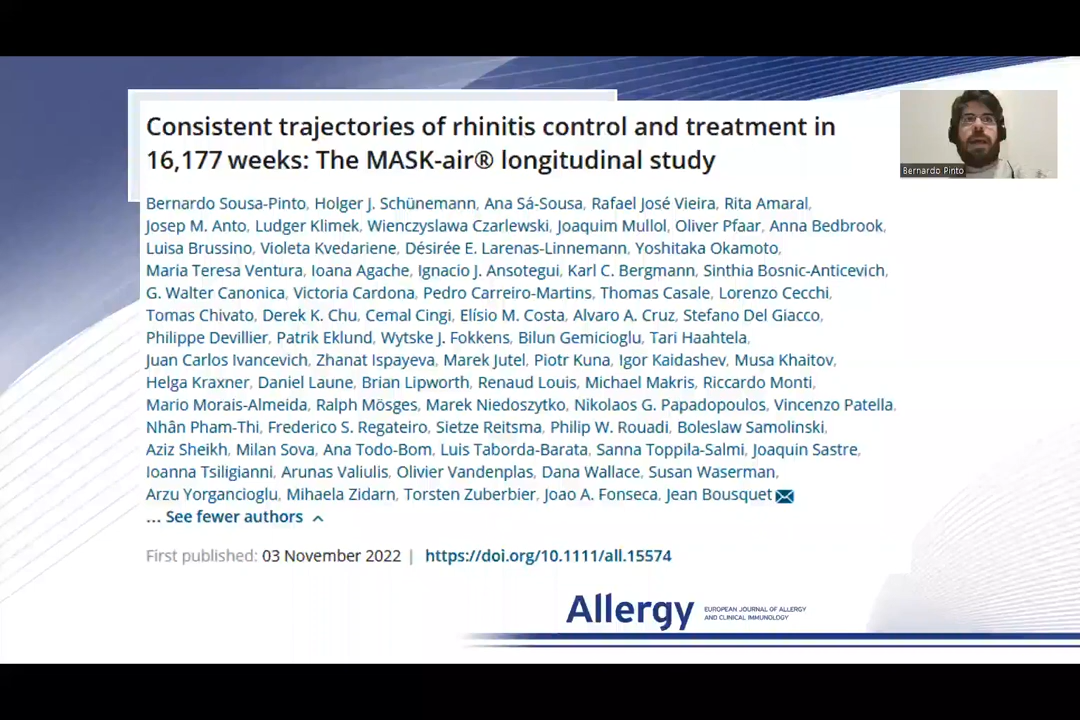 Consistent trajectories of rhinitis control and treatment in
16,177 weeks: The MASK-air® longitudinal study
Bernardo Pinto
Bernardo Sousa-Pinto, Holger J. Schünemann, Ana Sá-Sousa, Rafael José Vieira, Rita Amaral,
Josep M. Anto, Ludger Klimek, Wienczyslawa Czarlewski, Joaquim Mullol, Oliver Pfaar, Anna Bedbrook,
Luisa Brussino, Violeta Kvedariene, Désirée E. Larenas-Linnemann, Yoshitaka Okamoto,
Maria Teresa Ventura, Ioana Agache, Ignacio J. Ansotegui, Karl C. Bergmann, Sinthia Bosnic-Anticevich,
G. Walter Canonica, Victoria Cardona, Pedro Carreiro-Martins, Thomas Casale, Lorenzo Cecchi,
Tomas Chivato, Derek K. Chu, Cemal Cingi, Elísio M. Costa, Alvaro A. Cruz, Stefano Del Giacco,
Philippe Devillier, Patrik Eklund, Wytske J. Fokkens, Bilun Gemicioglu, Tari Haahtela,
Juan Carlos Ivancevich, Zhanat Ispayeva, Marek Jutel, Piotr Kuna, Igor Kaidashev, Musa Khaitov,
Helga Kraxner, Daniel Laune, Brian Lipworth, Renaud Louis, Michael Makris, Riccardo Monti,
Mario Morais-Almeida, Ralph Mösges, Marek Niedoszytko, Nikolaos G. Papadopoulos, Vincenzo Patella,
Nhân Pham-Thi, Frederico S. Regateiro, Sietze Reitsma, Philip W. Rouadi, Boleslaw Samolinski,
Aziz Sheikh, Milan Sova, Ana Todo-Bom, Luis Taborda-Barata, Sanna Toppila-Salmi, Joaquin Sastre,
Ioanna Tsiligianni, Arunas Valiulis, Olivier Vandenplas, Dana Wallace, Susan Waserman,
Arzu Yorgancioglu, Mihaela Zidarn, Torsten Zuberbier, Joao A. Fonseca, Jean Bousquet
... See fewer authors
First published: 03 November 2022 | https://doi.org/10.1111/all.15574
Allergy
EUROPEAN JOURNAL OF ALLERGY
AND CLINICAL IMMUNOLOGY